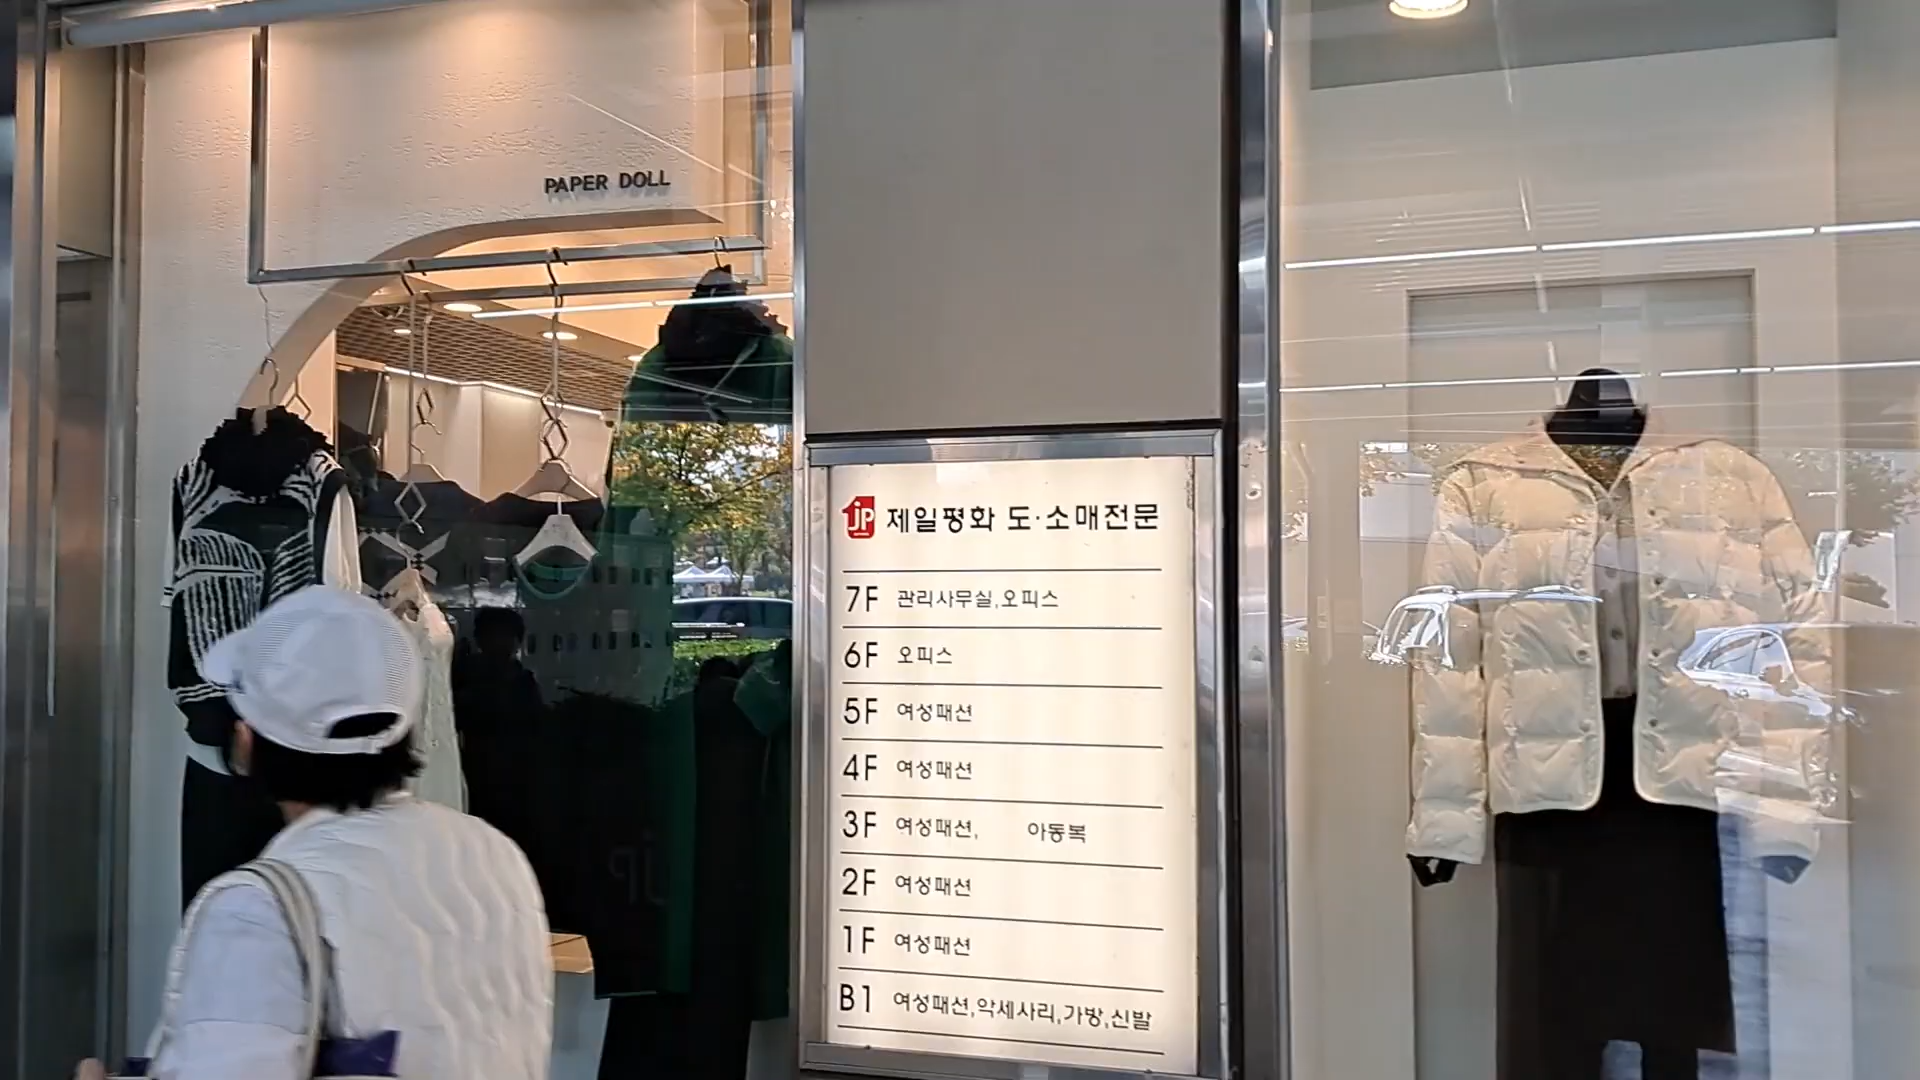 PAPER DOLL
JP 제일평화 도·소매전문
7F 관리사무실,오피스
6F 오피스
5F 여성패션
4F 여성패션
3F 여성패션, 아동복
2F 여성패션
1F 여성패션
B1 여성패션,악세사리,가방,신발